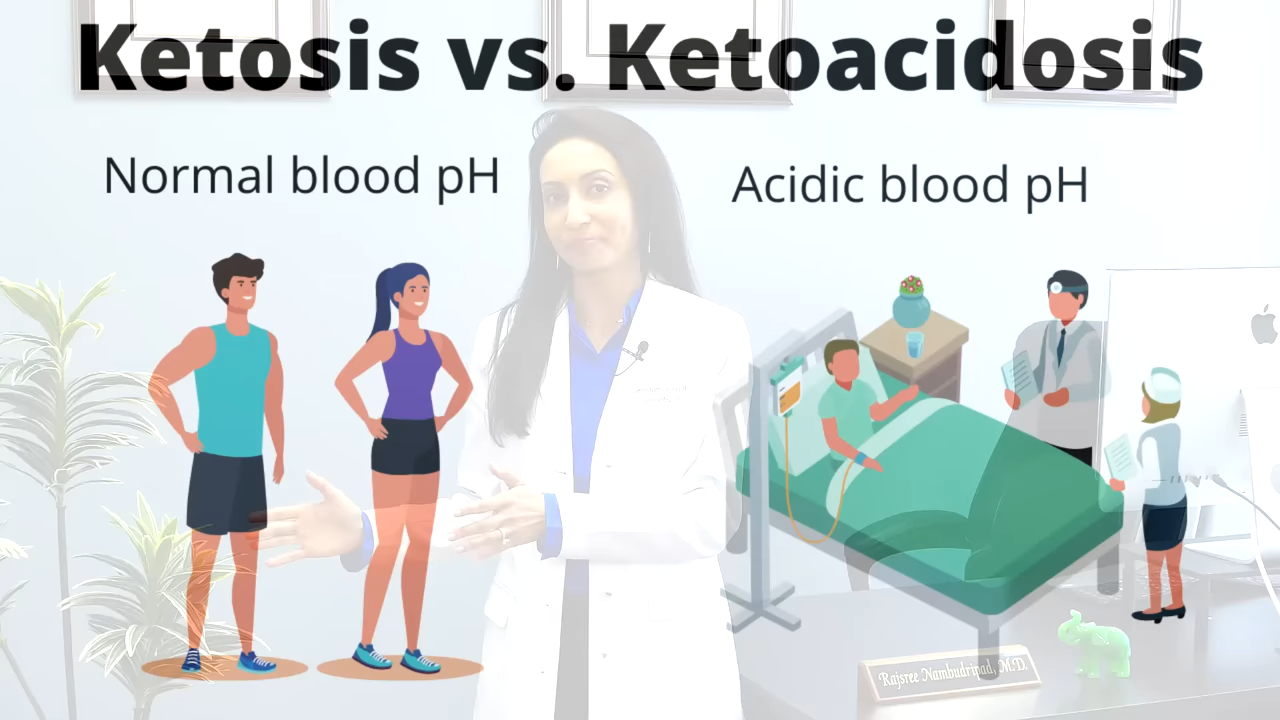 Ketosis vs. Ketoacidosis
Normal blood pH
Acidic blood pH
Rajsree Nambudripad, M.D.